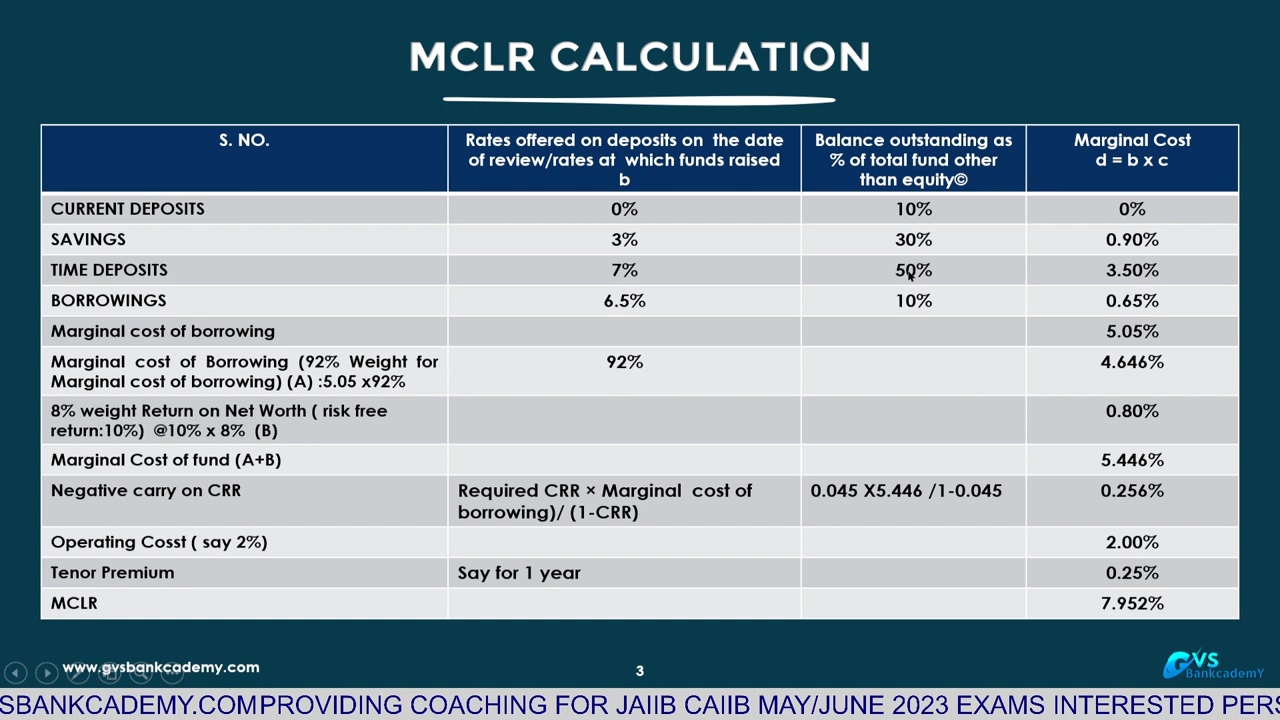 MCLR CALCULATION
S. NO.
Rates offered on deposits on the date
of review/rates at which funds raised
b
Balance outstanding as
% of total fund other
than equity©
Marginal Cost
d = b x c
CURRENT DEPOSITS 0% 10% 0%
SAVINGS 3% 30% 0.90%
TIME DEPOSITS 7% 50% 3.50%
BORROWINGS 6.5% 10% 0.65%
Marginal cost of borrowing 5.05%
Marginal cost of Borrowing (92% Weight for
Marginal cost of borrowing) (A) :5.05 x92%
92% 4.646%
8% weight Return on Net Worth ( risk free
return:10%) @10% x 8% (B)
0.80%
Marginal Cost of fund (A+B) 5.446%
Negative carry on CRR
Required CRR × Marginal cost of
borrowing)/ (1-CRR)
0.045 X5.446 /1-0.045 0.256%
Operating Cosst ( say 2%) 2.00%
Tenor Premium Say for 1 year 0.25%
MCLR 7.952%
www.gvsbankcademy.com
3
GVS
BankcademY
SBANKCADEMY.COMPROVIDING COACHING FOR JAIIB CAIIB MAY/JUNE 2023 EXAMS INTERESTED PERS